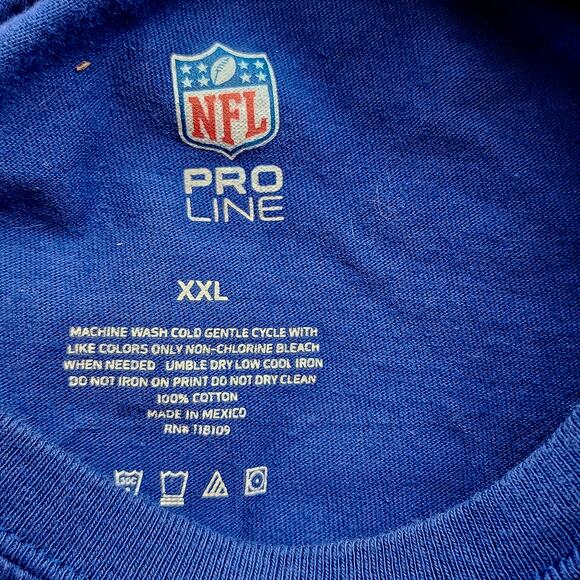 NFL
PRO
LINE
XXL
MACHINE WASH COLD GENTLE CYCLE WITH
LIKE COLORS ONLY NON-CHLORINE BLEACH
WHEN NEEDED UMBLE DRY LOW COOL IRON
DO NOT IRON ON PRINT DO NOT DRY CLEAN
100% COTTON
MADE IN MEXICO
RN# 118109
30C